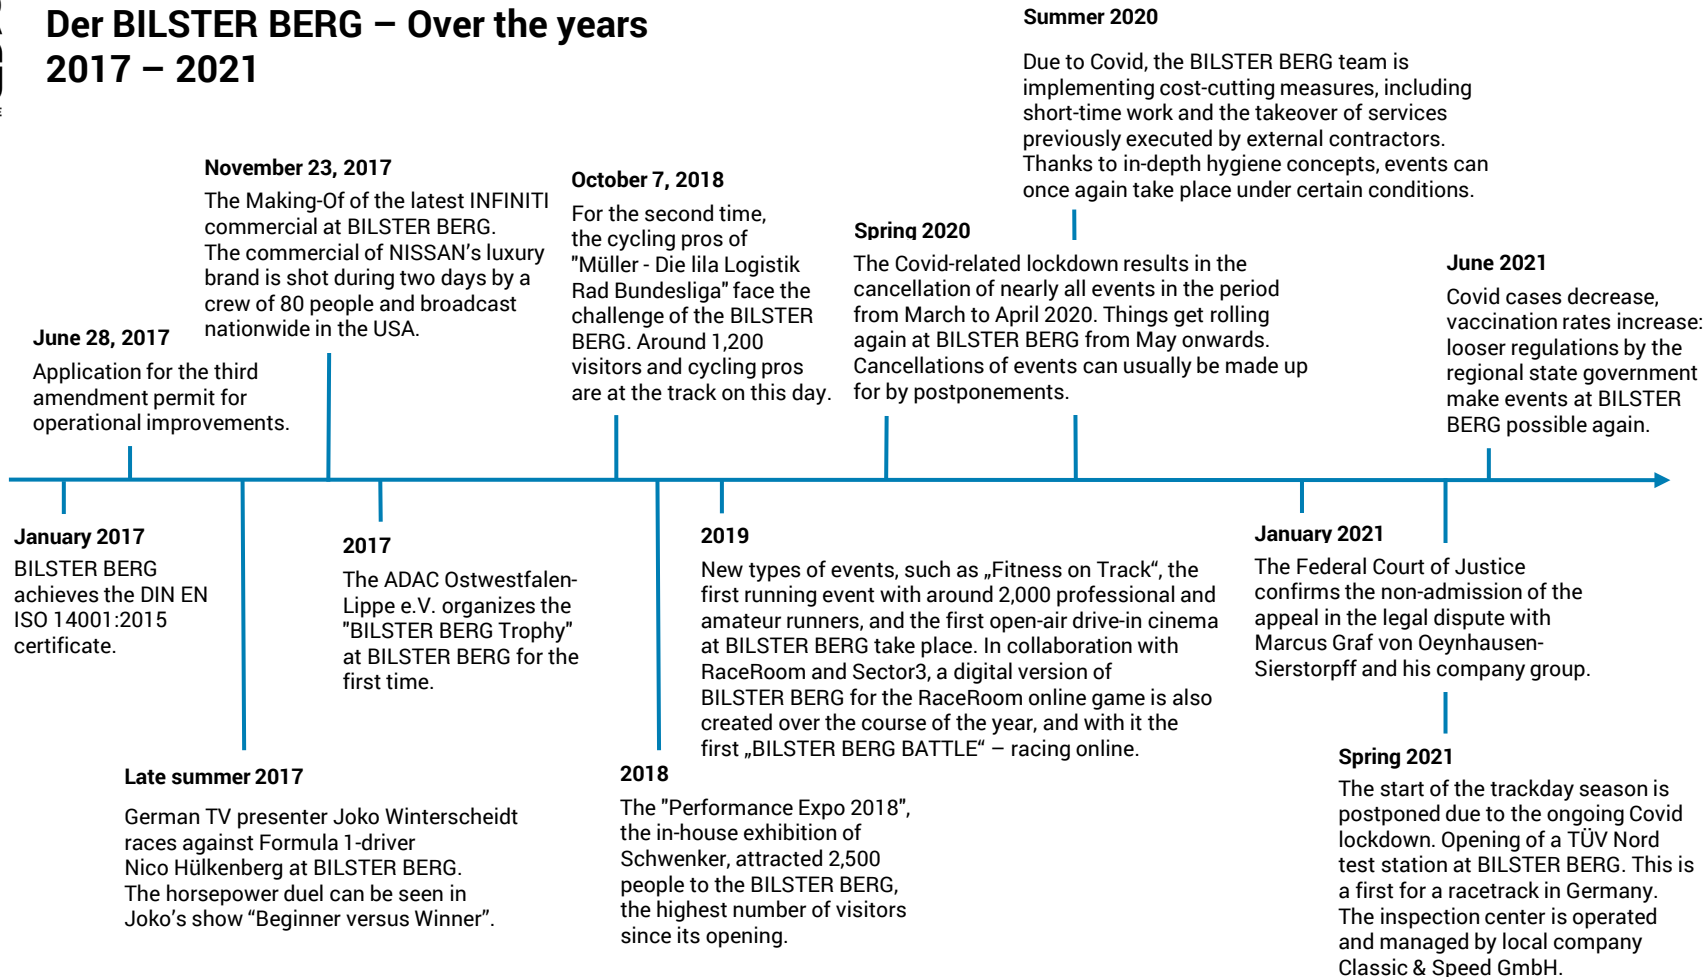 Der BILSTER BERG – Over the years
2017 – 2021
January 2017
BILSTER BERG
achieves the DIN EN
ISO 14001:2015
certificate.
June 28, 2017
Application for the third
amendment permit for
operational improvements.
Late summer 2017
German TV presenter Joko Winterscheidt
races against Formula 1-driver
Nico Hülkenberg at BILSTER BERG.
The horsepower duel can be seen in
Joko’s show “Beginner versus Winner”.
November 23, 2017
The Making-Of of the latest INFINITI
commercial at BILSTER BERG.
The commercial of NISSAN’s luxury
brand is shot during two days by a
crew of 80 people and broadcast
nationwide in the USA.
2017
The ADAC Ostwestfalen-
Lippe e.V. organizes the
"BILSTER BERG Trophy"
at BILSTER BERG for the
first time.
October 7, 2018
For the second time,
the cycling pros of
"Müller - Die lila Logistik
Rad Bundesliga" face the
challenge of the BILSTER
BERG. Around 1,200
visitors and cycling pros
are at the track on this day.
2018
The "Performance Expo 2018",
the in-house exhibition of
Schwenker, attracted 2,500
people to the BILSTER BERG,
the highest number of visitors
since its opening.
2019
New types of events, such as „Fitness on Track“, the
first running event with around 2,000 professional and
amateur runners, and the first open-air drive-in cinema
at BILSTER BERG take place. In collaboration with
RaceRoom and Sector3, a digital version of
BILSTER BERG for the RaceRoom online game is also
created over the course of the year, and with it the
first „BILSTER BERG BATTLE“ – racing online.
Spring 2020
The Covid-related lockdown results in the
cancellation of nearly all events in the period
from March to April 2020. Things get rolling
again at BILSTER BERG from May onwards.
Cancellations of events can usually be made up
for by postponements.
Summer 2020
Due to Covid, the BILSTER BERG team is
implementing cost-cutting measures, including
short-time work and the takeover of services
previously executed by external contractors.
Thanks to in-depth hygiene concepts, events can
once again take place under certain conditions.
January 2021
The Federal Court of Justice
confirms the non-admission of the
appeal in the legal dispute with
Marcus Graf von Oeynhausen-
Sierstorpff and his company group.
Spring 2021
The start of the trackday season is
postponed due to the ongoing Covid
lockdown. Opening of a TÜV Nord
test station at BILSTER BERG. This is
a first for a racetrack in Germany.
The inspection center is operated
and managed by local company
Classic & Speed GmbH.
June 2021
Covid cases decrease,
vaccination rates increase:
looser regulations by the
regional state government
make events at BILSTER
BERG possible again.